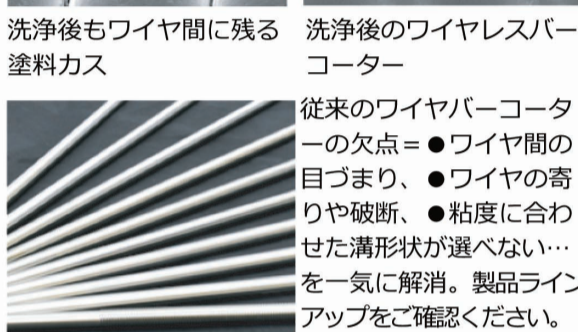 洗浄後もワイヤ間に残る
塗料カス
洗浄後のワイヤレスバー
コーター
従来のワイヤバーコータ
ーの欠点＝●ワイヤ間の
目づまり、●ワイヤの寄
りや破断、●粘度に合わ
せた溝形状が選べない…
を一気に解消。製品ライン
アップをご確認ください。